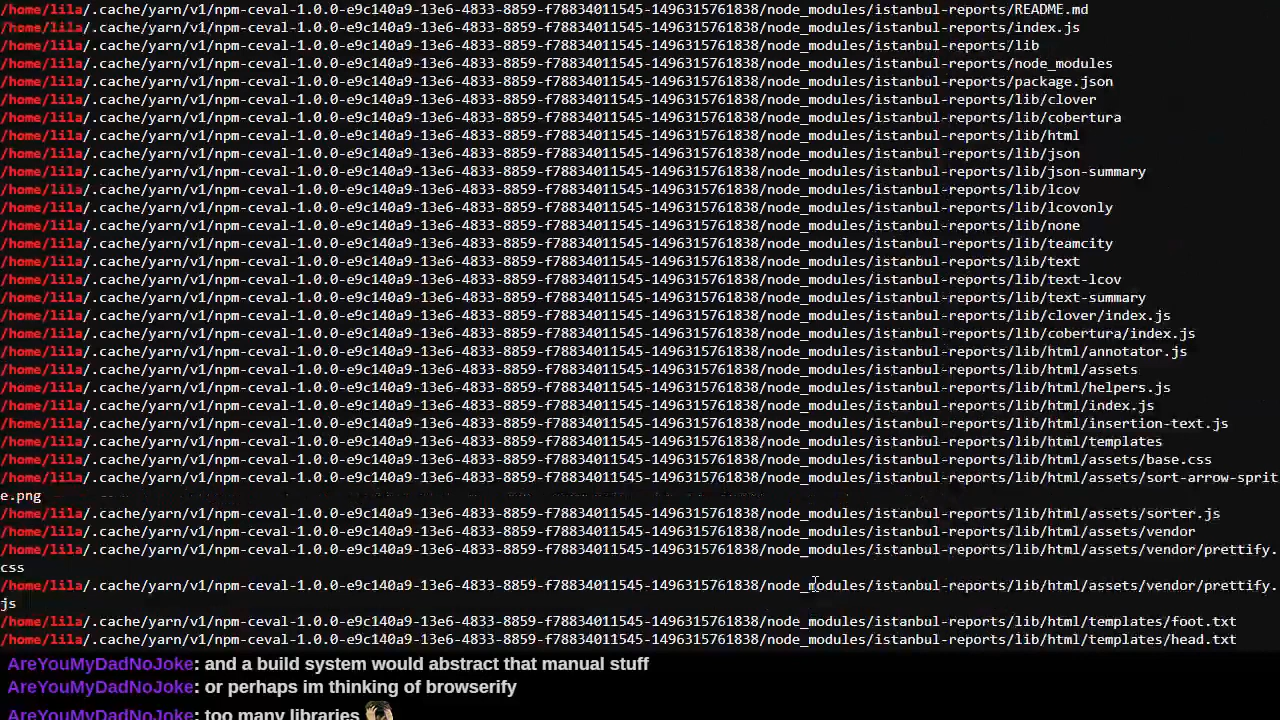 /home/lila/.cache/yarn/v1/npm-ceval-1.0.0-e9c140a9-13e6-4833-8859-f78834011545-1496315761838/node_modules/istanbul-reports/README.md
/home/lila/.cache/yarn/v1/npm-ceval-1.0.0-e9c140a9-13e6-4833-8859-f78834011545-1496315761838/node_modules/istanbul-reports/index.js
/home/lila/.cache/yarn/v1/npm-ceval-1.0.0-e9c140a9-13e6-4833-8859-f78834011545-1496315761838/node_modules/istanbul-reports/lib
/home/lila/.cache/yarn/v1/npm-ceval-1.0.0-e9c140a9-13e6-4833-8859-f78834011545-1496315761838/node_modules/istanbul-reports/node_modules
/home/lila/.cache/yarn/v1/npm-ceval-1.0.0-e9c140a9-13e6-4833-8859-f78834011545-1496315761838/node_modules/istanbul-reports/package.json
/home/lila/.cache/yarn/v1/npm-ceval-1.0.0-e9c140a9-13e6-4833-8859-f78834011545-1496315761838/node_modules/istanbul-reports/lib/clover
/home/lila/.cache/yarn/v1/npm-ceval-1.0.0-e9c140a9-13e6-4833-8859-f78834011545-1496315761838/node_modules/istanbul-reports/lib/cobertura
/home/lila/.cache/yarn/v1/npm-ceval-1.0.0-e9c140a9-13e6-4833-8859-f78834011545-1496315761838/node_modules/istanbul-reports/lib/html
/home/lila/.cache/yarn/v1/npm-ceval-1.0.0-e9c140a9-13e6-4833-8859-f78834011545-1496315761838/node_modules/istanbul-reports/lib/json
/home/lila/.cache/yarn/v1/npm-ceval-1.0.0-e9c140a9-13e6-4833-8859-f78834011545-1496315761838/node_modules/istanbul-reports/lib/json-summary
/home/lila/.cache/yarn/v1/npm-ceval-1.0.0-e9c140a9-13e6-4833-8859-f78834011545-1496315761838/node_modules/istanbul-reports/lib/lcov
/home/lila/.cache/yarn/v1/npm-ceval-1.0.0-e9c140a9-13e6-4833-8859-f78834011545-1496315761838/node_modules/istanbul-reports/lib/lcovonly
/home/lila/.cache/yarn/v1/npm-ceval-1.0.0-e9c140a9-13e6-4833-8859-f78834011545-1496315761838/node_modules/istanbul-reports/lib/none
/home/lila/.cache/yarn/v1/npm-ceval-1.0.0-e9c140a9-13e6-4833-8859-f78834011545-1496315761838/node_modules/istanbul-reports/lib/teamcity
/home/lila/.cache/yarn/v1/npm-ceval-1.0.0-e9c140a9-13e6-4833-8859-f78834011545-1496315761838/node_modules/istanbul-reports/lib/text
/home/lila/.cache/yarn/v1/npm-ceval-1.0.0-e9c140a9-13e6-4833-8859-f78834011545-1496315761838/node_modules/istanbul-reports/lib/text-lcov
/home/lila/.cache/yarn/v1/npm-ceval-1.0.0-e9c140a9-13e6-4833-8859-f78834011545-1496315761838/node_modules/istanbul-reports/lib/text-summary
/home/lila/.cache/yarn/v1/npm-ceval-1.0.0-e9c140a9-13e6-4833-8859-f78834011545-1496315761838/node_modules/istanbul-reports/lib/clover/index.js
/home/lila/.cache/yarn/v1/npm-ceval-1.0.0-e9c140a9-13e6-4833-8859-f78834011545-1496315761838/node_modules/istanbul-reports/lib/cobertura/index.js
/home/lila/.cache/yarn/v1/npm-ceval-1.0.0-e9c140a9-13e6-4833-8859-f78834011545-1496315761838/node_modules/istanbul-reports/lib/html/annotator.js
/home/lila/.cache/yarn/v1/npm-ceval-1.0.0-e9c140a9-13e6-4833-8859-f78834011545-1496315761838/node_modules/istanbul-reports/lib/html/assets
/home/lila/.cache/yarn/v1/npm-ceval-1.0.0-e9c140a9-13e6-4833-8859-f78834011545-1496315761838/node_modules/istanbul-reports/lib/html/helpers.js
/home/lila/.cache/yarn/v1/npm-ceval-1.0.0-e9c140a9-13e6-4833-8859-f78834011545-1496315761838/node_modules/istanbul-reports/lib/html/index.js
/home/lila/.cache/yarn/v1/npm-ceval-1.0.0-e9c140a9-13e6-4833-8859-f78834011545-1496315761838/node_modules/istanbul-reports/lib/html/insertion-text.js
/home/lila/.cache/yarn/v1/npm-ceval-1.0.0-e9c140a9-13e6-4833-8859-f78834011545-1496315761838/node_modules/istanbul-reports/lib/html/templates
/home/lila/.cache/yarn/v1/npm-ceval-1.0.0-e9c140a9-13e6-4833-8859-f78834011545-1496315761838/node_modules/istanbul-reports/lib/html/assets/base.css
/home/lila/.cache/yarn/v1/npm-ceval-1.0.0-e9c140a9-13e6-4833-8859-f78834011545-1496315761838/node_modules/istanbul-reports/lib/html/assets/sort-arrow-sprit
e.png
/home/lila/.cache/yarn/v1/npm-ceval-1.0.0-e9c140a9-13e6-4833-8859-f78834011545-1496315761838/node_modules/istanbul-reports/lib/html/assets/sorter.js
/home/lila/.cache/yarn/v1/npm-ceval-1.0.0-e9c140a9-13e6-4833-8859-f78834011545-1496315761838/node_modules/istanbul-reports/lib/html/assets/vendor
/home/lila/.cache/yarn/v1/npm-ceval-1.0.0-e9c140a9-13e6-4833-8859-f78834011545-1496315761838/node_modules/istanbul-reports/lib/html/assets/vendor/prettify.
css
/home/lila/.cache/yarn/v1/npm-ceval-1.0.0-e9c140a9-13e6-4833-8859-f78834011545-1496315761838/node_modules/istanbul-reports/lib/html/assets/vendor/prettify.
js
/home/lila/.cache/yarn/v1/npm-ceval-1.0.0-e9c140a9-13e6-4833-8859-f78834011545-1496315761838/node_modules/istanbul-reports/lib/html/templates/foot.txt
/home/lila/.cache/yarn/v1/npm-ceval-1.0.0-e9c140a9-13e6-4833-8859-f78834011545-1496315761838/node_modules/istanbul-reports/lib/html/templates/head.txt
AreYouMyDadNoJoke: and a build system would abstract that manual stuff
AreYouMyDadNoJoke: or perhaps im thinking of browserify
AreYouMyDadNoJoke: too many libraries